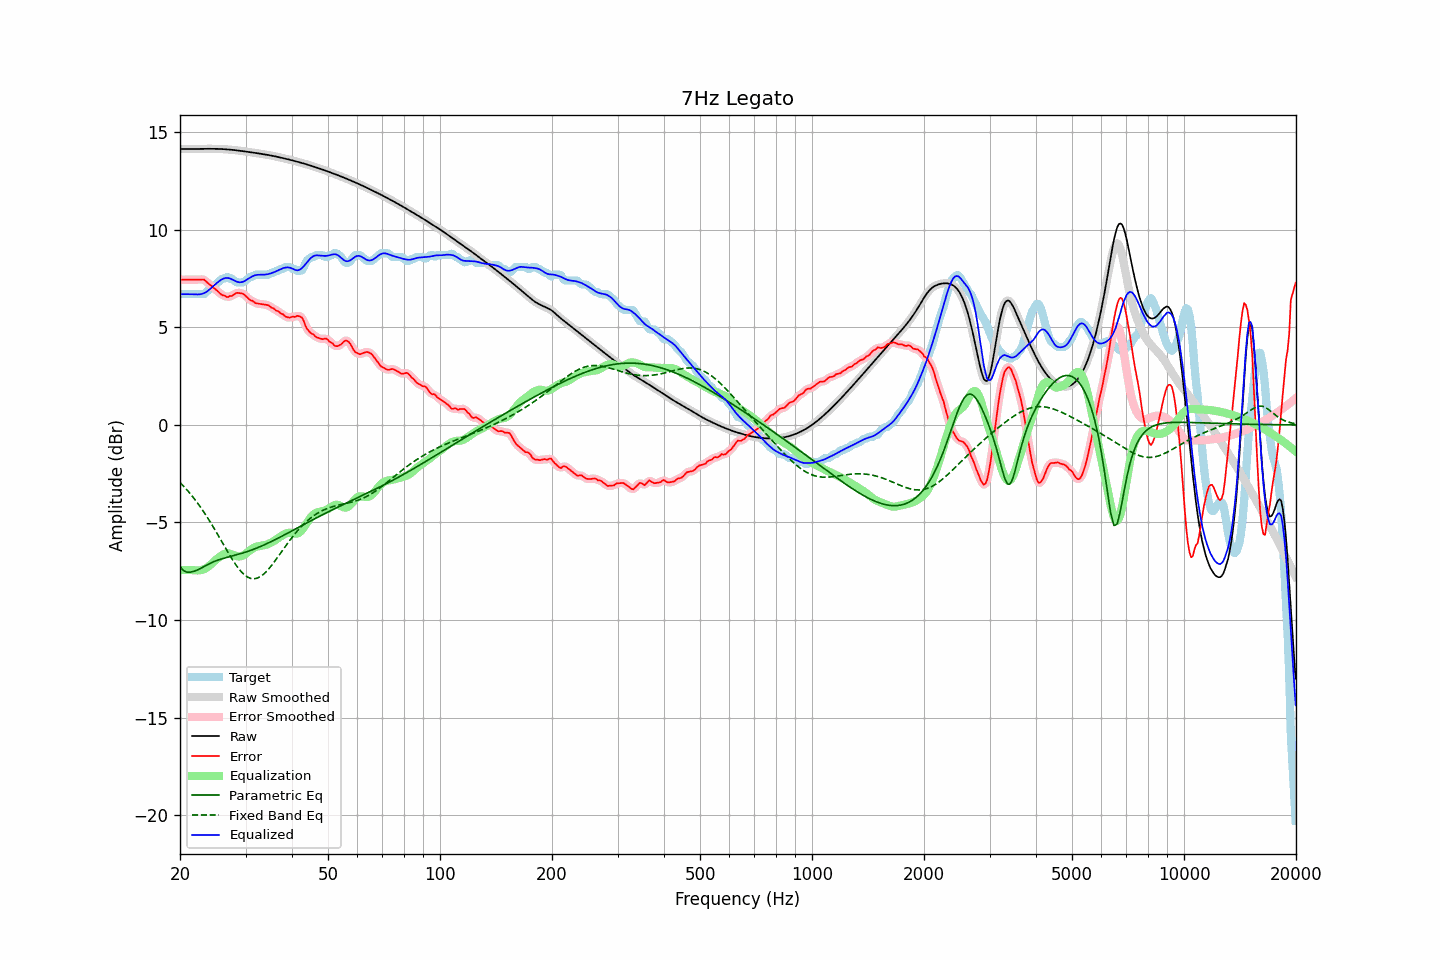 7Hz Legato
Amplitude (dBr)
15
10
5
0
−5
−10
−15
−20
Target
Raw Smoothed
Error Smoothed
Raw
Error
Equalization
Parametric Eq
Fixed Band Eq
Equalized
20
50
100
200
500
1000
2000
5000
10000
20000
Frequency (Hz)